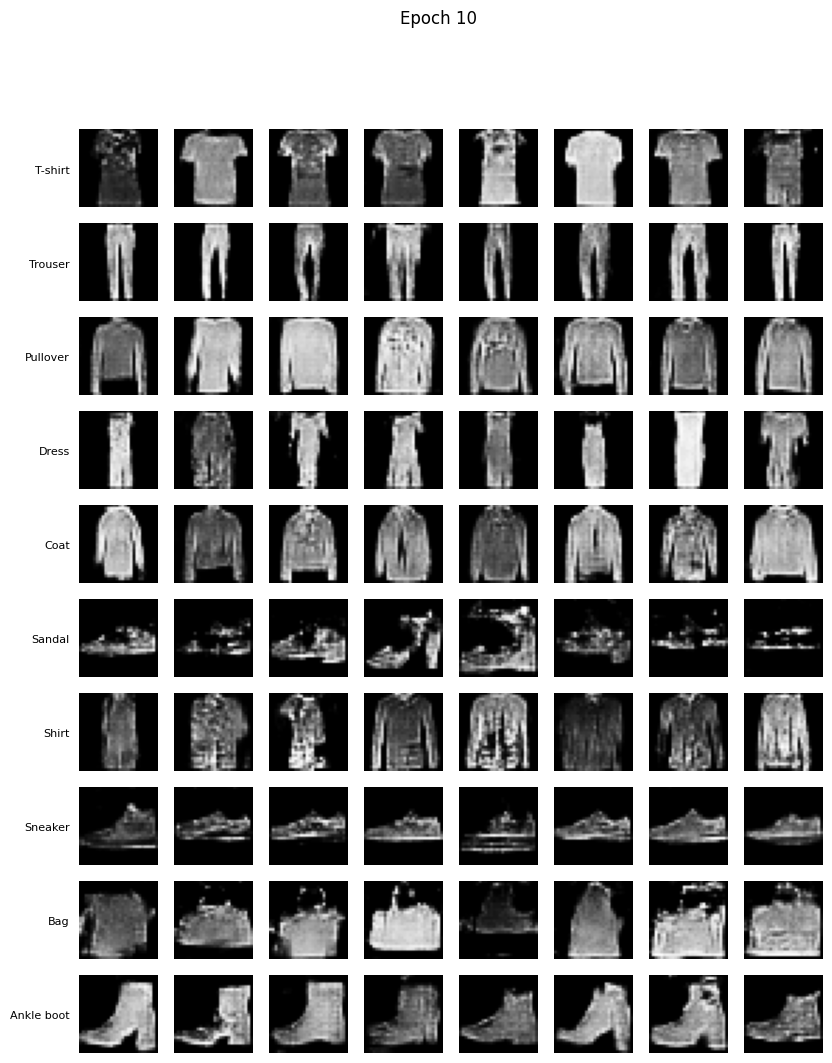 Epoch 10
T-shirt
Trouser
Pullover
Dress
Coat
Sandal
Shirt
Sneaker
Bag
Ankle boot